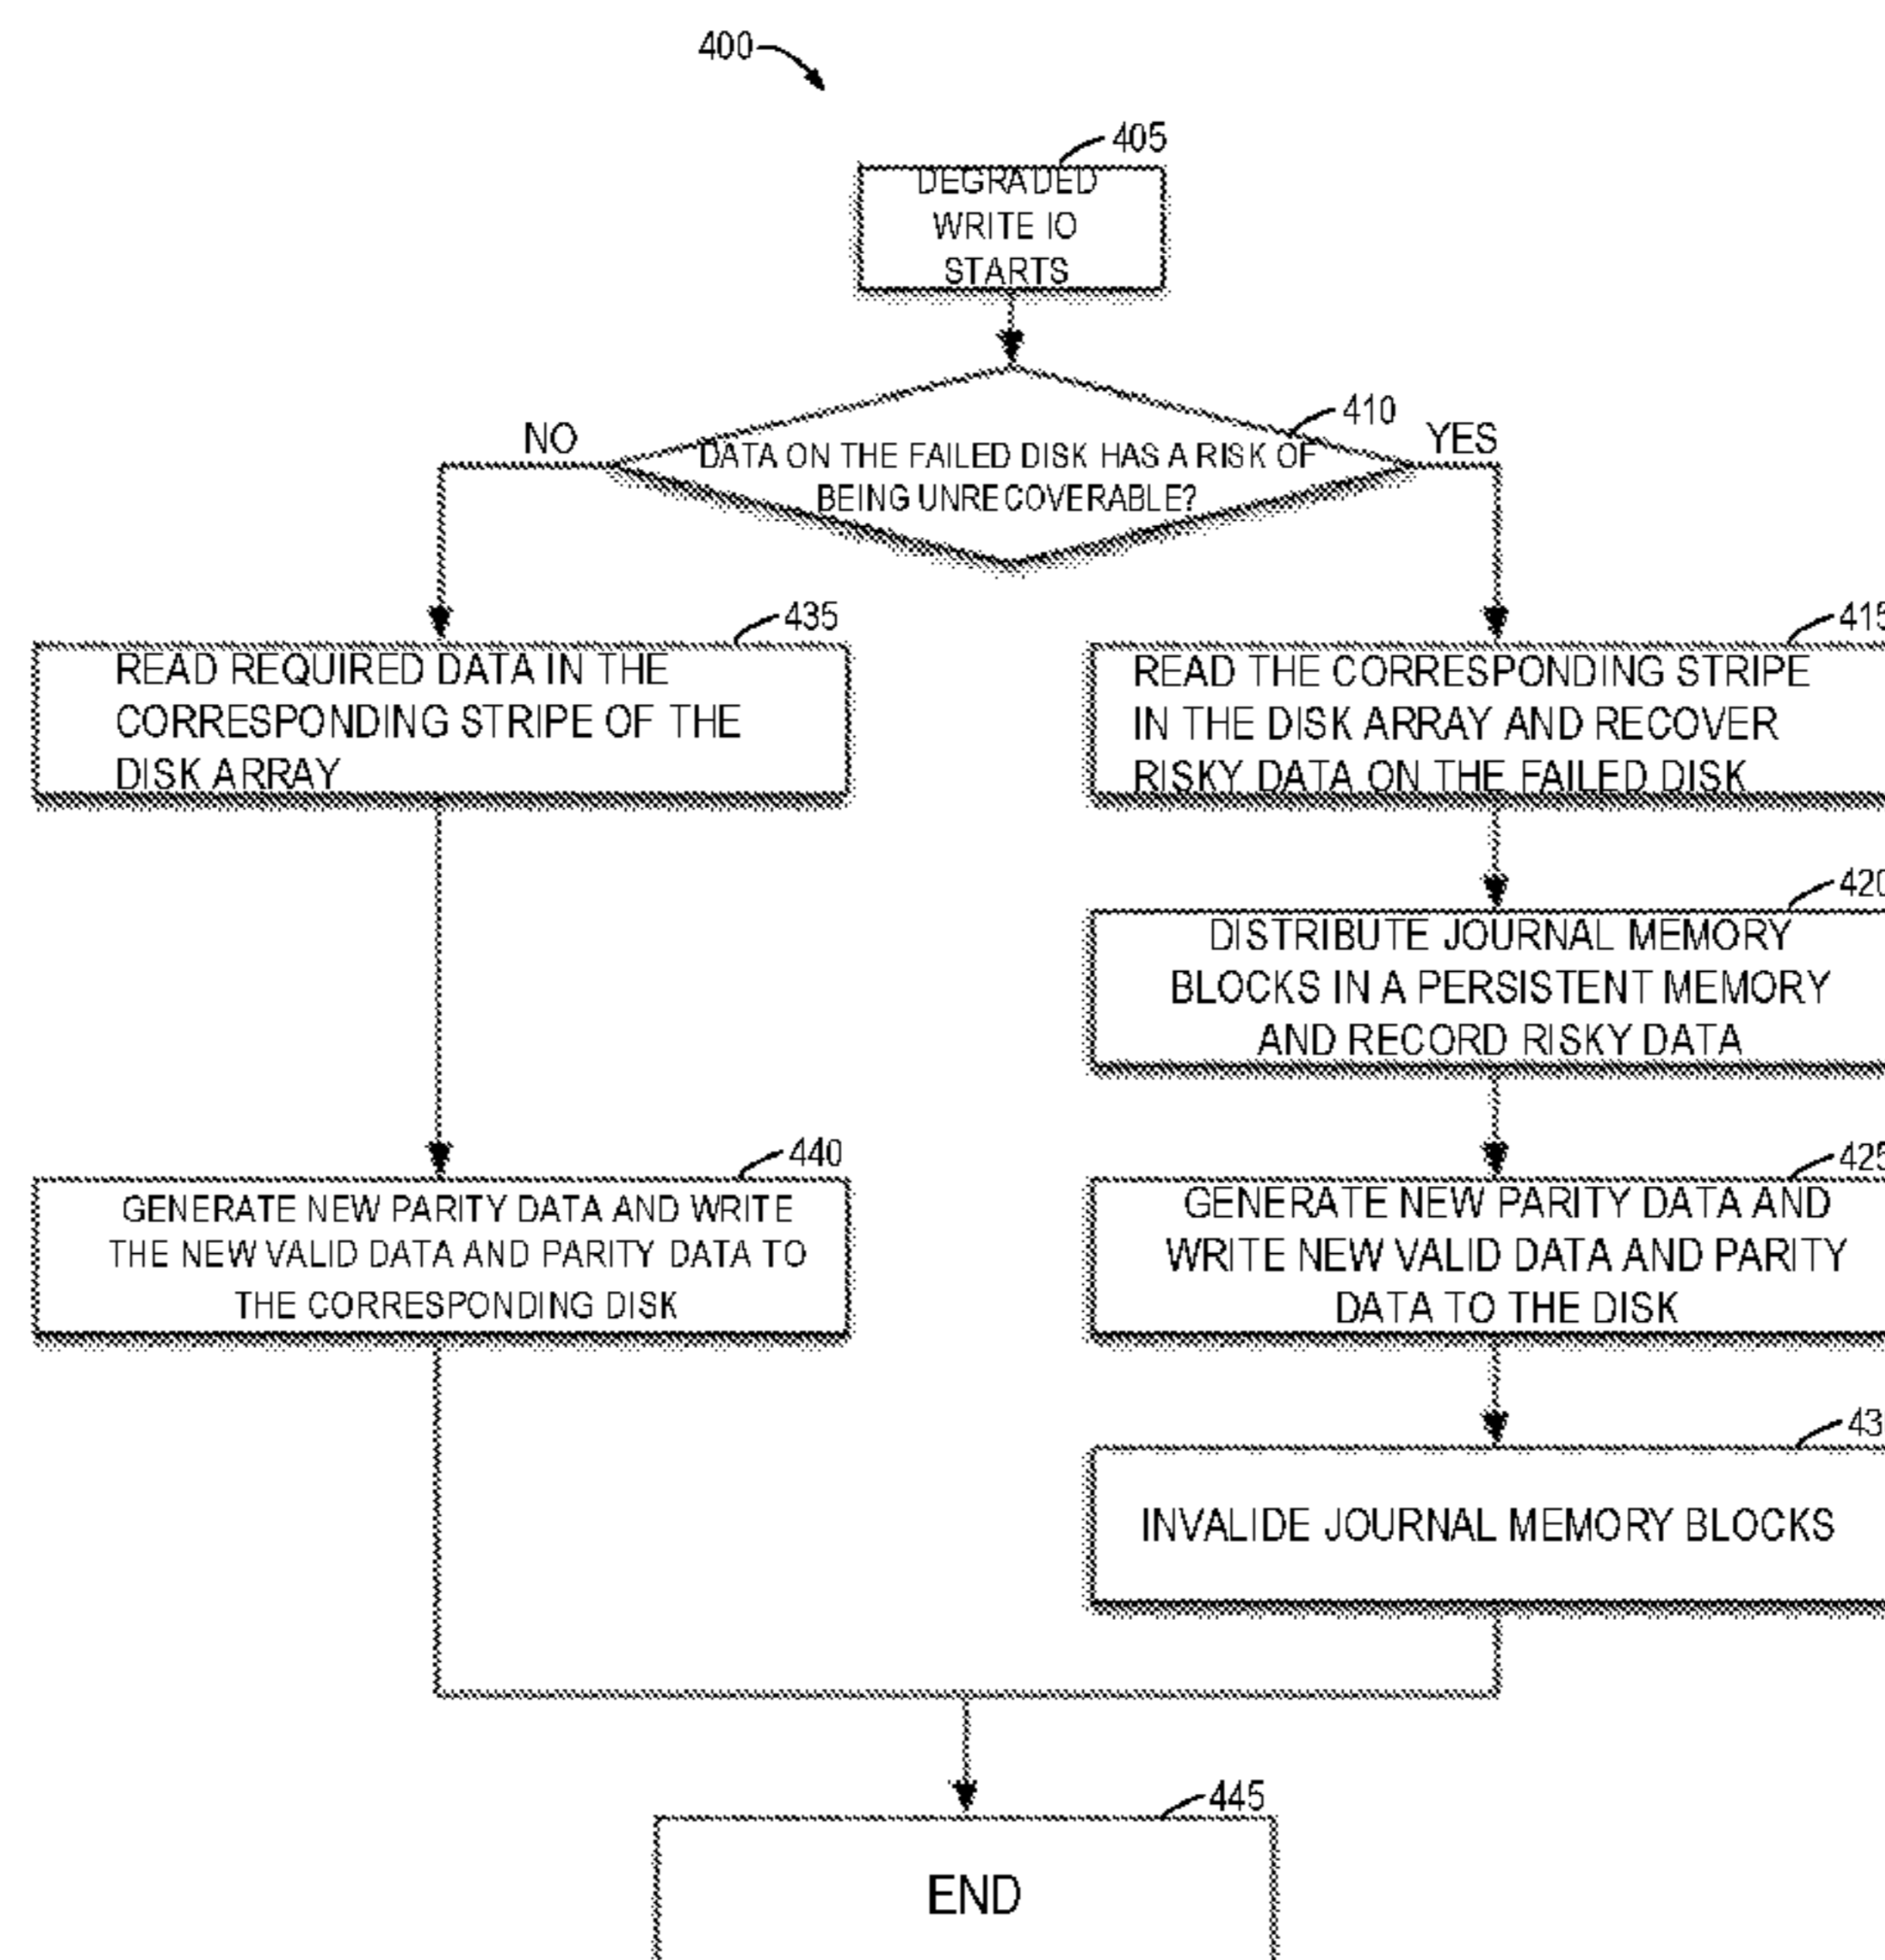 400
405
DEGRADED
WRITE IO
STARTS
410
DATA ON THE FAILED DISK HAS A RISK OF
BEING UNRECOVERABLE?
NO
YES
435
READ REQUIRED DATA IN THE
CORRESPONDING STRIPE OF THE
DISK ARRAY
415
READ THE CORRESPONDING STRIPE
IN THE DISK ARRAY AND RECOVER
RISKY DATA ON THE FAILED DISK
420
DISTRIBUTE JOURNAL MEMORY
BLOCKS IN A PERSISTENT MEMORY
AND RECORD RISKY DATA
440
GENERATE NEW PARITY DATA AND WRITE
THE NEW VALID DATA AND PARITY DATA TO
THE CORRESPONDING DISK
425
GENERATE NEW PARITY DATA AND
WRITE NEW VALID DATA AND PARITY
DATA TO THE DISK
43
INVALIDE JOURNAL MEMORY BLOCKS
445
END